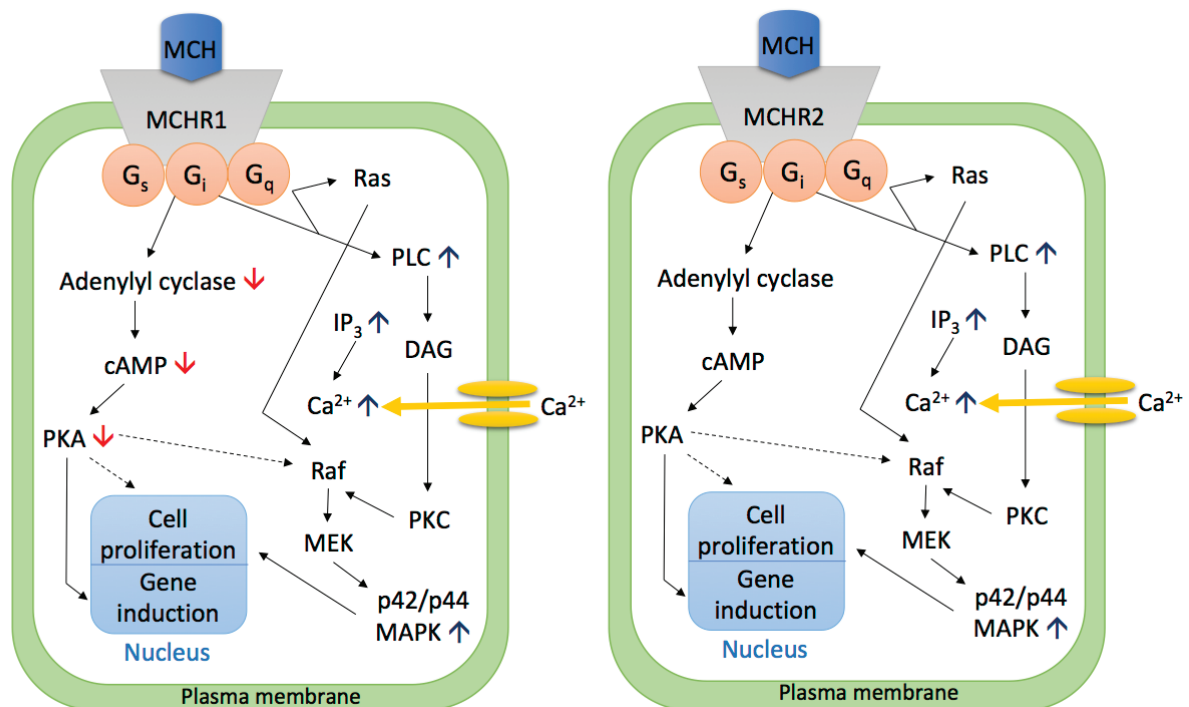 MCH
MCHR1
Gs Gi Gq
Ras
PLC
Adenylyl cyclase
IP3
DAG
cAMP
Ca2+
Ca2+
PKA
Raf
Cell
proliferation
PKC
MEK
Gene
induction
p42/p44
MAPK
Nucleus
Plasma membrane
MCH
MCHR2
Gs Gi Gq
Ras
PLC
Adenylyl cyclase
IP3
DAG
cAMP
Ca2+
Ca2+
PKA
Raf
Cell
proliferation
PKC
MEK
Gene
induction
p42/p44
MAPK
Nucleus
Plasma membrane